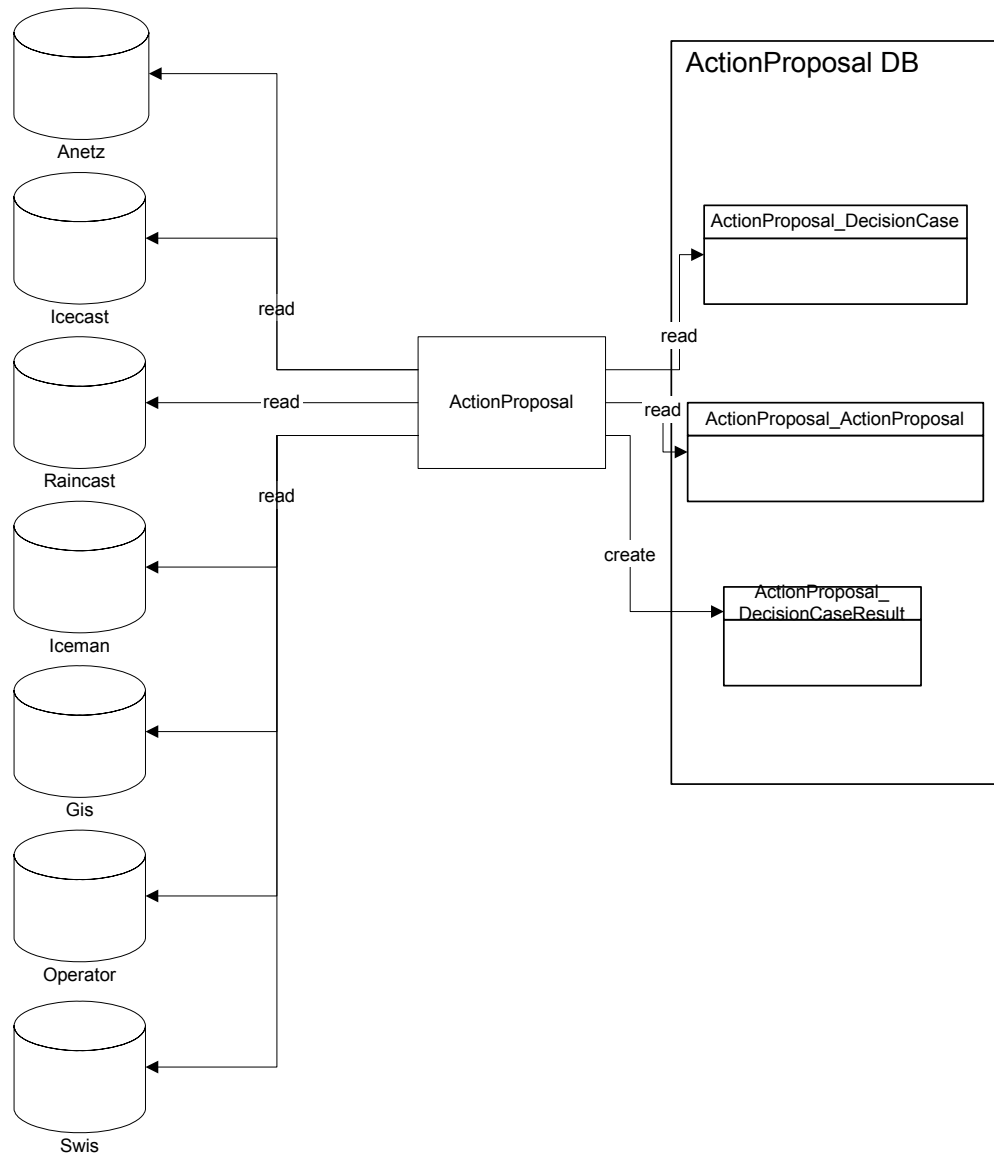 ActionProposal DB
Anetz
ActionProposal_DecisionCase
Icecast
read
read
ActionProposal
read
read
ActionProposal_ActionProposal
Raincast
read
create
ActionProposal_
DecisionCaseResult
Iceman
Gis
Operator
Swis